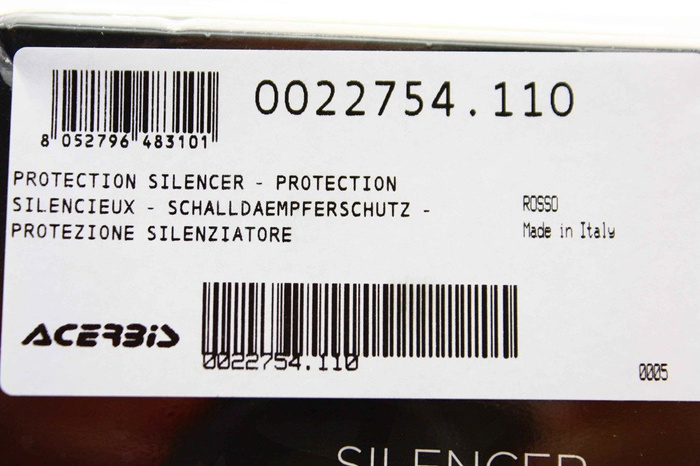 0022754.110
8 052796 483101
PROTECTION SILENCER - PROTECTION
SILENCIEUX - SCHALLDAEMPFERSCHUTZ -
PROTEZIONE SILENZIATORE
ROSSO
Made in Italy
ACERBIS
0022754.110
0005
SILENCER